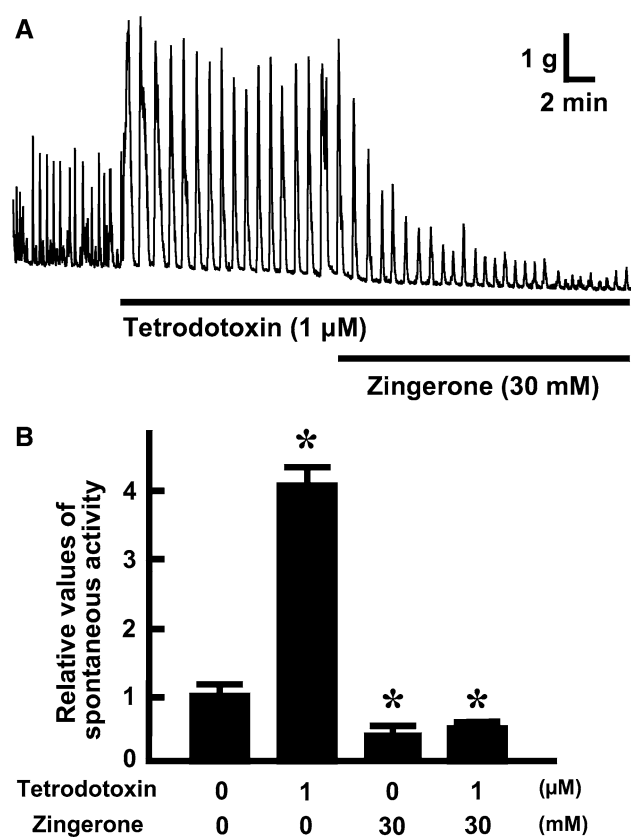 A
1 g
2 min
Tetrodotoxin (1 µM)
Zingerone (30 mM)
B
Relative values of
spontaneous activity
4
3
2
1
0
*
*
*
Tetrodotoxin 0 1 0 1 (µM)
Zingerone 0 0 30 30 (mM)